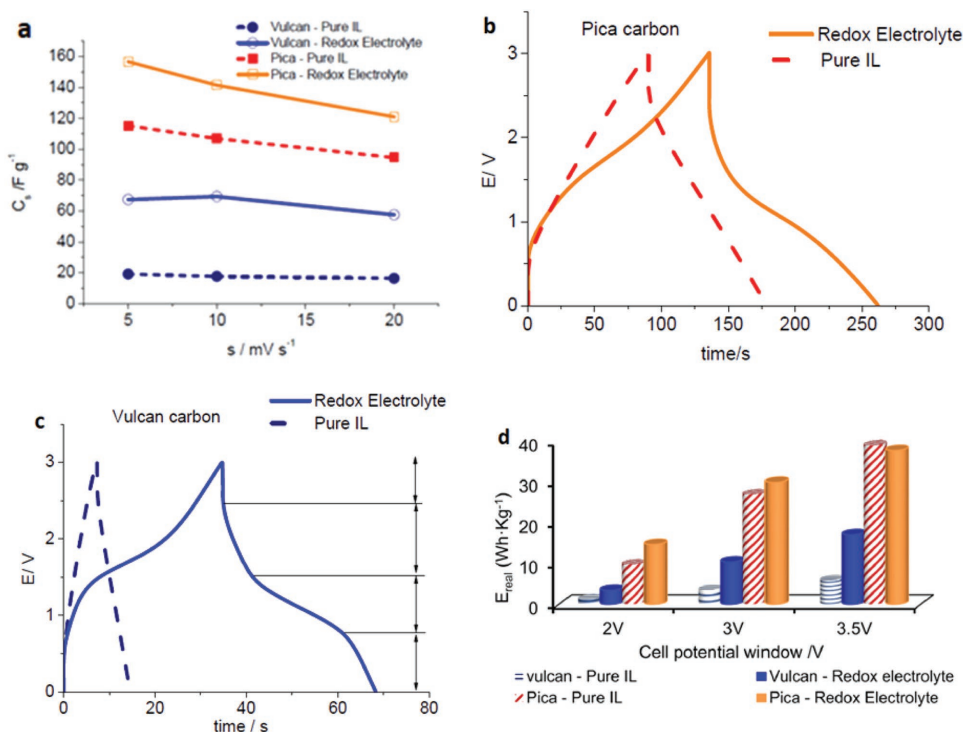 a
Vulcan - Pure IL
Vulcan - Redox Electrolyte
Pica - Pure IL
Pica - Redox Electrolyte
160
140
120
100
80
60
40
20
0
Cs /F g-1
5 10 15 20
s / mV s-1
b
Pica carbon
Redox Electrolyte
Pure IL
3
2
1
0
E/ V
0 50 100 150 200 250 300
time/s
c
Vulcan carbon
Redox Electrolyte
Pure IL
3
2
1
0
E/ V
0 20 40 60 80
time / s
d
40
30
20
10
0
Ereal (Wh·Kg-1)
2V 3V 3.5V
Cell potential window /V
vulcan - Pure IL
Vulcan - Redox electrolyte
Pica - Pure IL
Pica - Redox Electrolyte